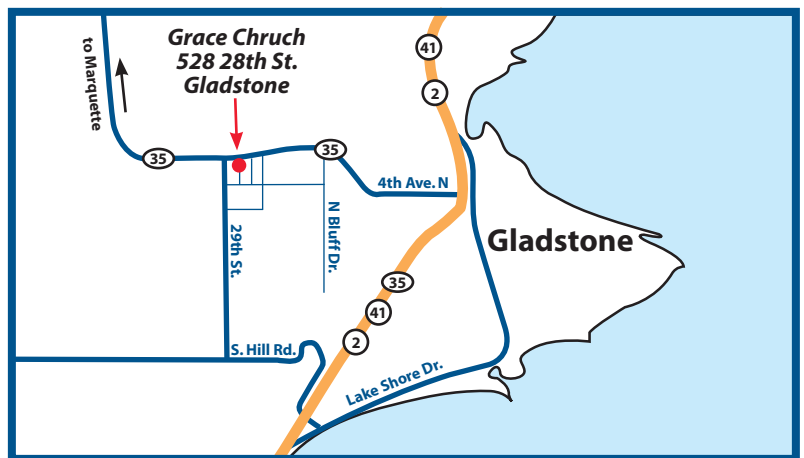 Grace Chruch
528 28th St.
Gladstone
to Marquette
41
2
35
35
4th Ave. N
N Bluff Dr.
29th St.
Gladstone
35
41
2
S. Hill Rd.
Lake Shore Dr.